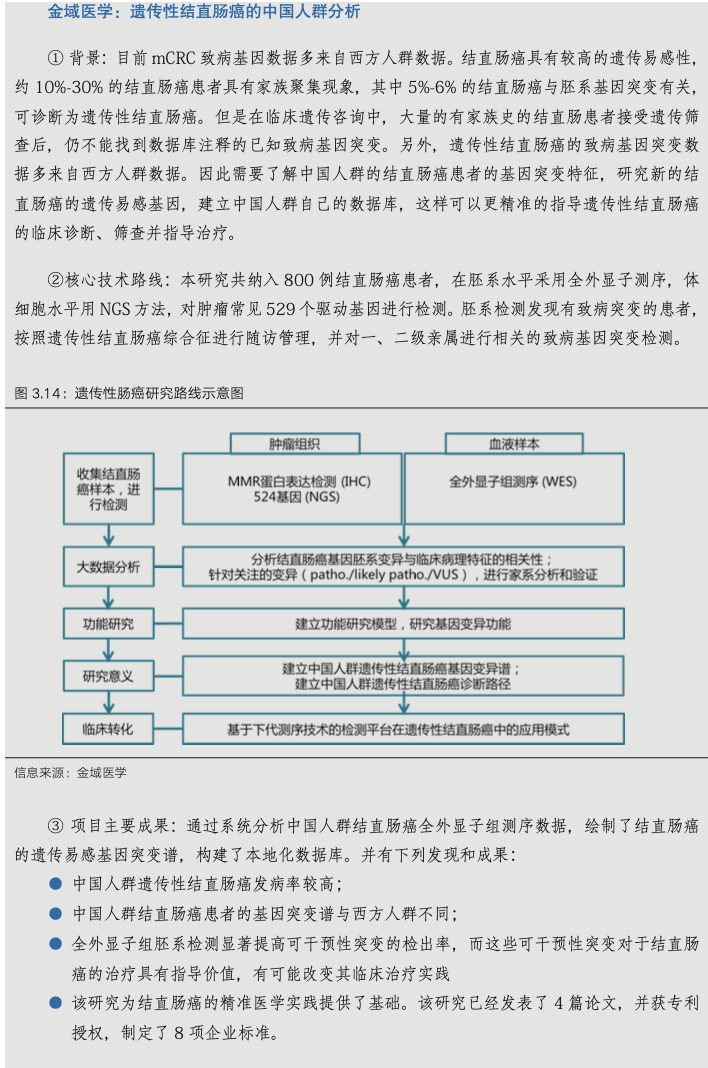 金域医学：遗传性结直肠癌的中国人群分析
① 背景：目前 mCRC 致病基因数据多来自西方人群数据。结直肠癌具有较高的遗传易感性，
约 10%-30% 的结直肠癌患者具有家族聚集现象，其中 5%-6% 的结直肠癌与胚系基因突变有关，
可诊断为遗传性结直肠癌。但是在临床遗传咨询中，大量的有家族史的结直肠患者接受遗传筛
查后，仍不能找到数据库注释的已知致病基因突变。另外，遗传性结直肠癌的致病基因突变数
据多来自西方人群数据。因此需要了解中国人群的结直肠癌患者的基因突变特征，研究新的结
直肠癌的遗传易感基因，建立中国人群自己的数据库，这样可以更精准的指导遗传性结直肠癌
的临床诊断、筛查并指导治疗。
②核心技术路线：本研究共纳入 800 例结直肠癌患者，在胚系水平采用全外显子测序，体
细胞水平用 NGS 方法，对肿瘤常见 529 个驱动基因进行检测。胚系检测发现有致病突变的患者，
按照遗传性结直肠癌综合征进行随访管理，并对一、二级亲属进行相关的致病基因突变检测。
图 3.14：遗传性肠癌研究路线示意图
肿瘤组织
血液样本
收集结直肠
癌样本，进
行检测
MMR蛋白表达检测 (IHC)
524基因 (NGS)
全外显子组测序 (WES)
大数据分析
分析结直肠癌基因胚系变异与临床病理特征的相关性；
针对关注的变异（patho./likely patho./VUS），进行家系分析和验证
功能研究
建立功能研究模型，研究基因变异功能
研究意义
建立中国人群遗传性结直肠癌基因变异谱；
建立中国人群遗传性结直肠癌诊断路径
临床转化
基于下代测序技术的检测平台在遗传性结直肠癌中的应用模式
信息来源：金域医学
③ 项目主要成果：通过系统分析中国人群结直肠癌全外显子组测序数据，绘制了结直肠癌
的遗传易感基因突变谱，构建了本地化数据库。并有下列发现和成果：
● 中国人群遗传性结直肠癌发病率较高；
● 中国人群结直肠癌患者的基因突变谱与西方人群不同；
● 全外显子组胚系检测显著提高可干预性突变的检出率，而这些可干预性突变对于结直肠
癌的治疗具有指导价值，有可能改变其临床治疗实践
● 该研究为结直肠癌的精准医学实践提供了基础。该研究已经发表了 4 篇论文，并获专利
授权，制定了 8 项企业标准。